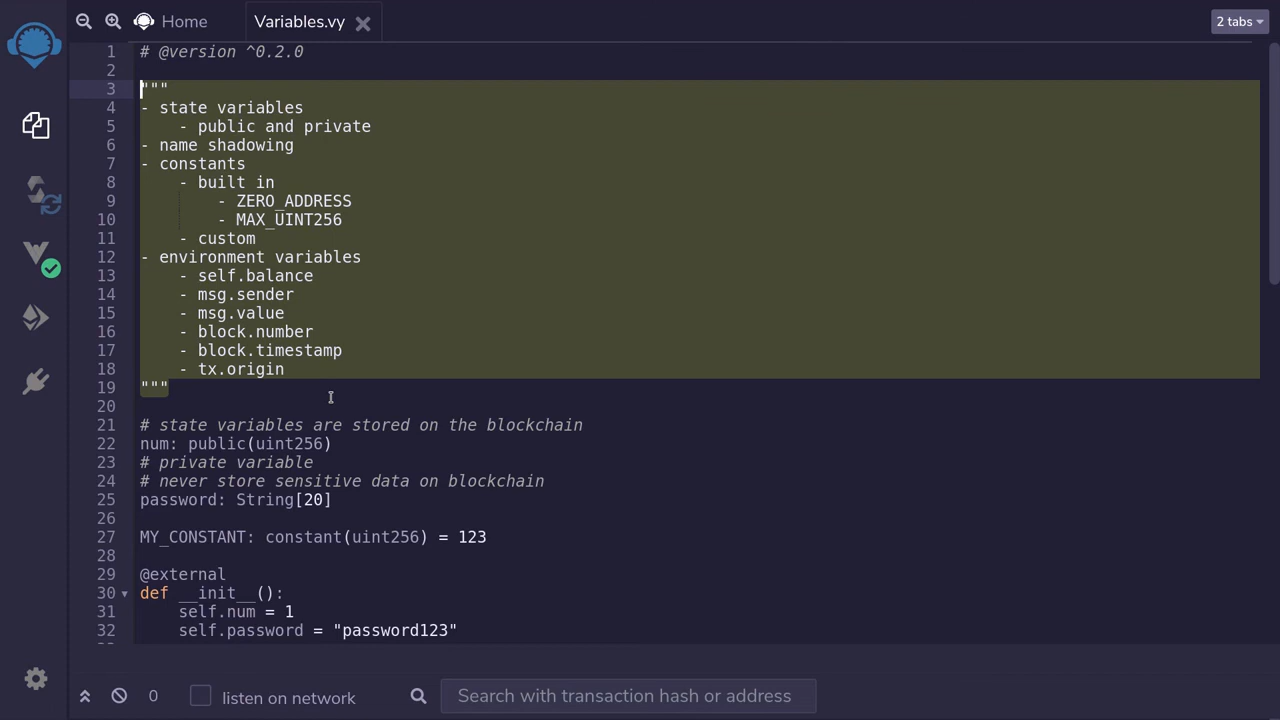 Home
Variables.vy
2 tabs
1 # @version ^0.2.0
2
3 """
4 - state variables
5     - public and private
6 - name shadowing
7 - constants
8     - built in
9         - ZERO_ADDRESS
10         - MAX_UINT256
11     - custom
12 - environment variables
13     - self.balance
14     - msg.sender
15     - msg.value
16     - block.number
17     - block.timestamp
18     - tx.origin
19 """
20
21 # state variables are stored on the blockchain
22 num: public(uint256)
23 # private variable
24 # never store sensitive data on blockchain
25 password: String[20]
26
27 MY_CONSTANT: constant(uint256) = 123
28
29 @external
30 def __init__():
31     self.num = 1
32     self.password = "password123"
0
listen on network
Search with transaction hash or address